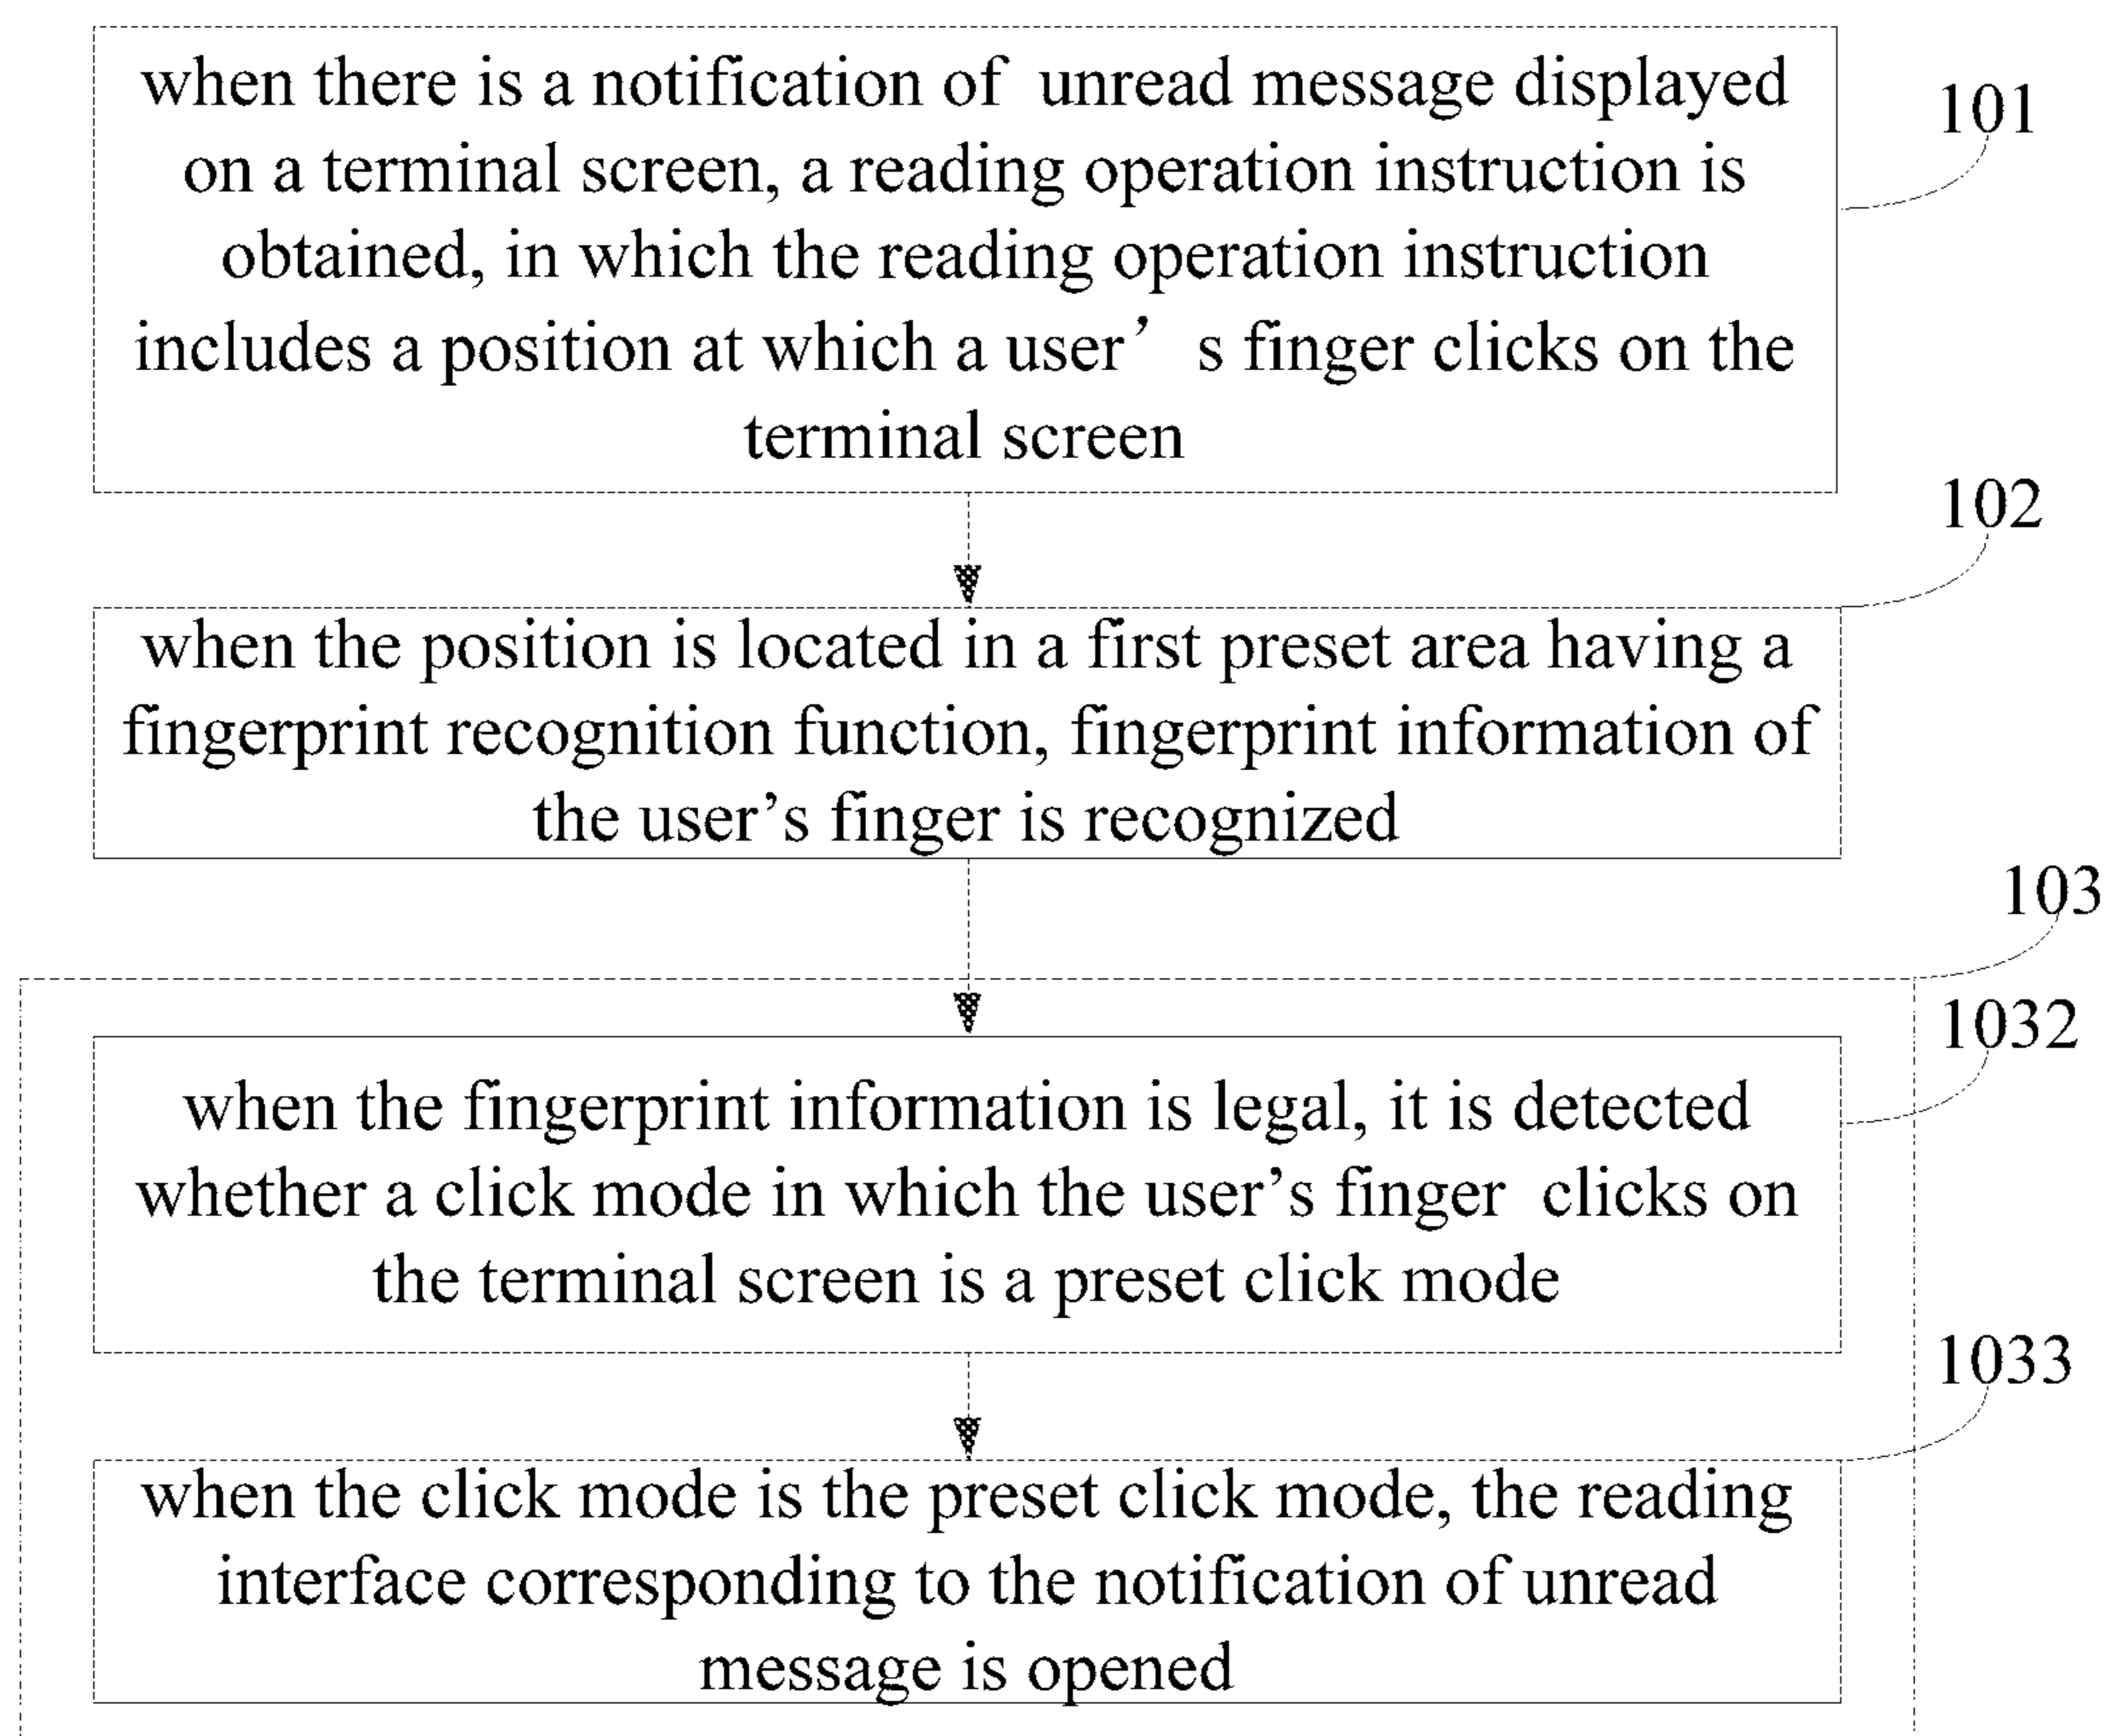 when there is a notification of unread message displayed
on a terminal screen, a reading operation instruction is
obtained, in which the reading operation instruction
includes a position at which a user’ s finger clicks on the
terminal screen
101
102
when the position is located in a first preset area having a
fingerprint recognition function, fingerprint information of
the user’s finger is recognized
103
1032
when the fingerprint information is legal, it is detected
whether a click mode in which the user’s finger clicks on
the terminal screen is a preset click mode
1033
when the click mode is the preset click mode, the reading
interface corresponding to the notification of unread
message is opened